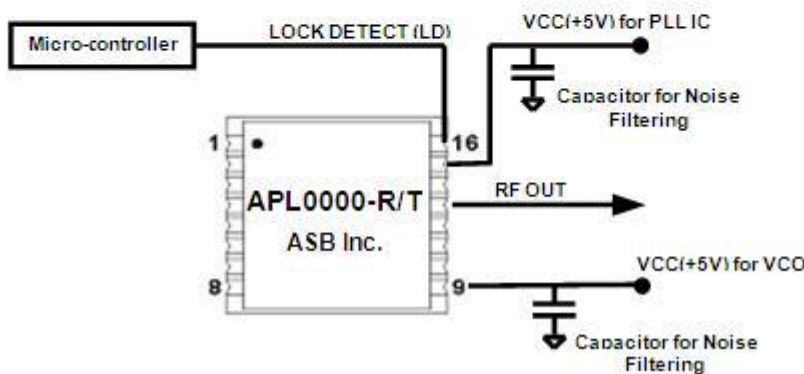 VCC(+5V) for PLL IC
LOCK DETECT (LD)
Micro-controller
Capacitor for Noise
Filtering
1
16
APL0000-R/T
RF OUT
ASB Inc.
VCC(+5V) for VCO
8
9
Capacitor for Noise
Filtering